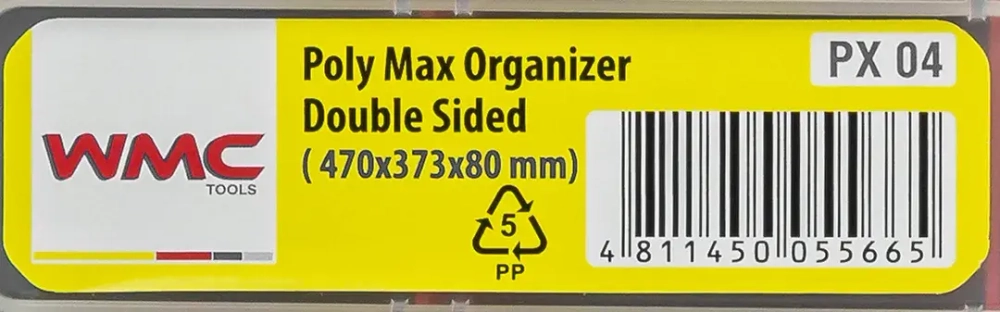 WMC
TOOLS
Poly Max Organizer
Double Sided
( 470x373x80 mm)
5
PP
PX 04
4 811450 055665